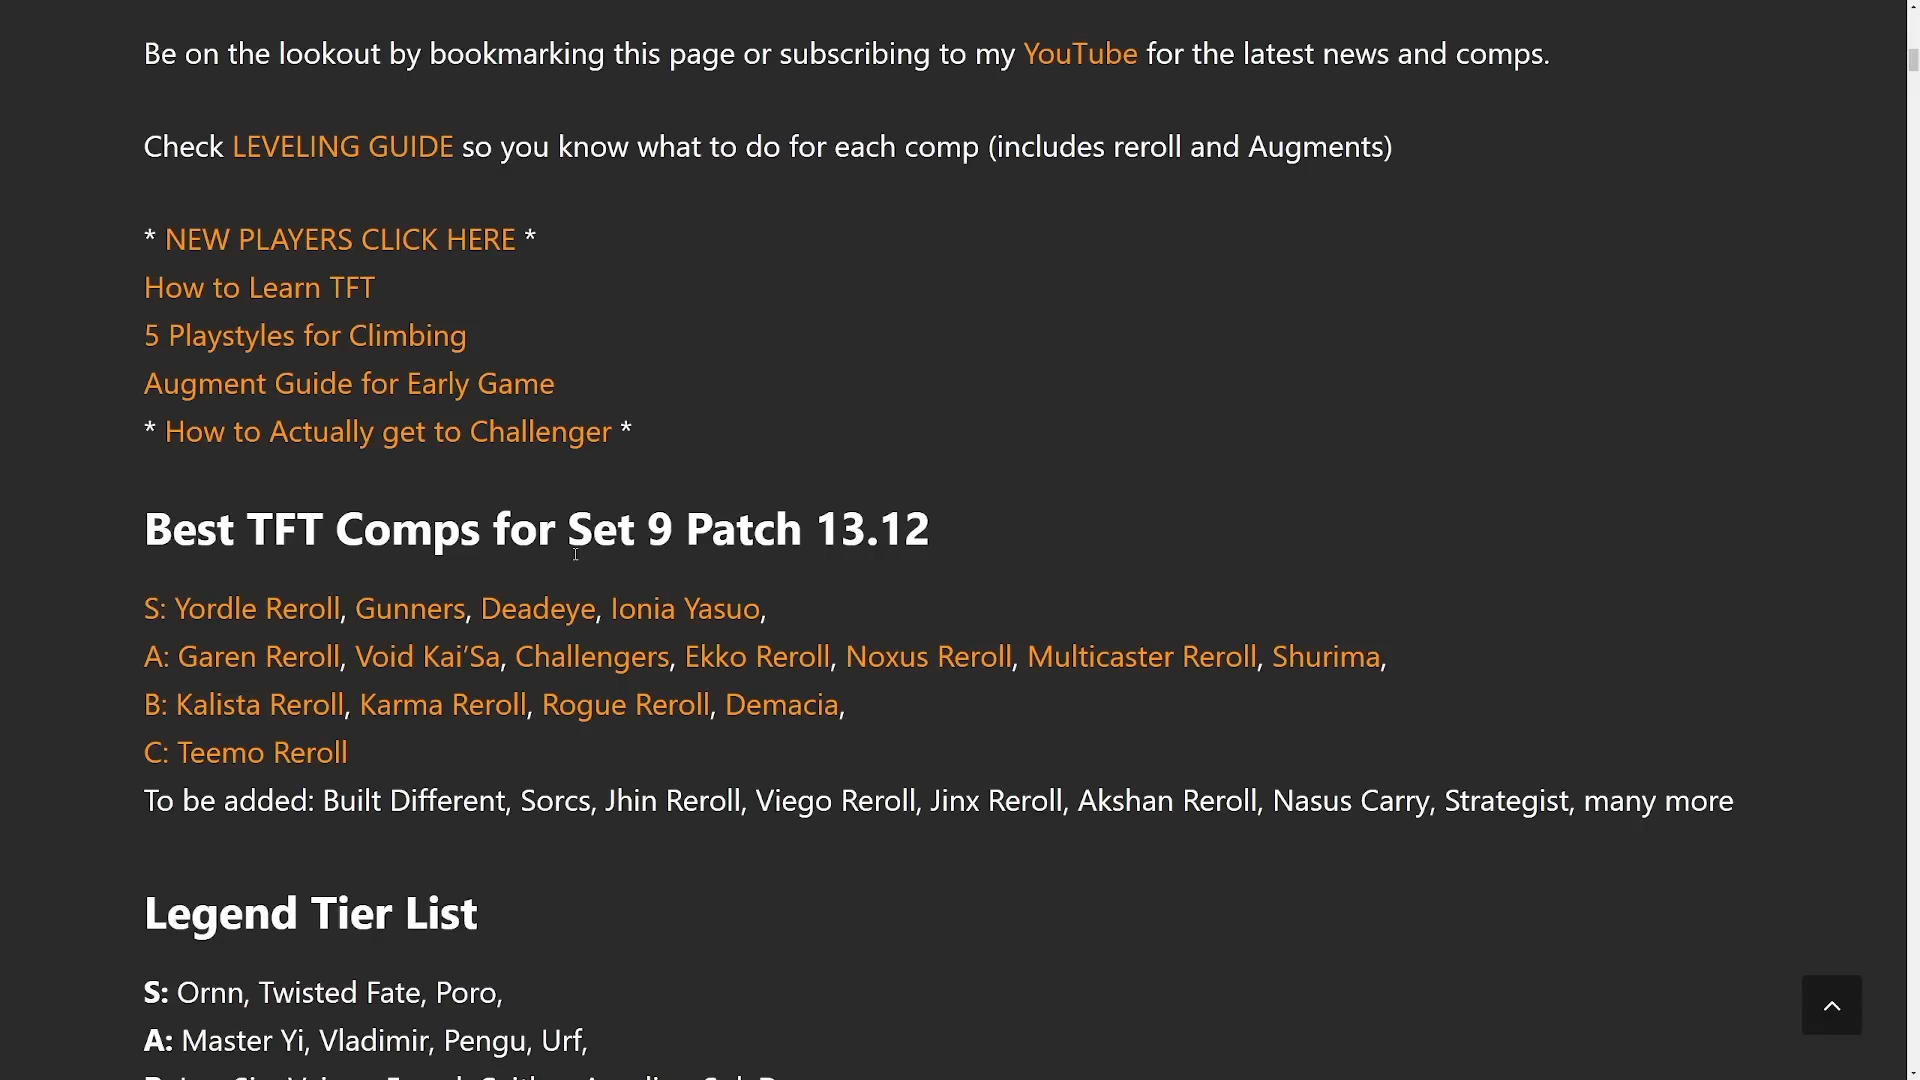 Be on the lookout by bookmarking this page or subscribing to my YouTube for the latest news and comps.
Check LEVELING GUIDE so you know what to do for each comp (includes reroll and Augments)
* NEW PLAYERS CLICK HERE *
How to Learn TFT
5 Playstyles for Climbing
Augment Guide for Early Game
* How to Actually get to Challenger *
Best TFT Comps for Set 9 Patch 13.12
S: Yordle Reroll, Gunners, Deadeye, Ionia Yasuo,
A: Garen Reroll, Void Kai’Sa, Challengers, Ekko Reroll, Noxus Reroll, Multicaster Reroll, Shurima,
B: Kalista Reroll, Karma Reroll, Rogue Reroll, Demacia,
C: Teemo Reroll
To be added: Built Different, Sorcs, Jhin Reroll, Viego Reroll, Jinx Reroll, Akshan Reroll, Nasus Carry, Strategist, many more
Legend Tier List
S: Ornn, Twisted Fate, Poro,
A: Master Yi, Vladimir, Pengu, Urf,